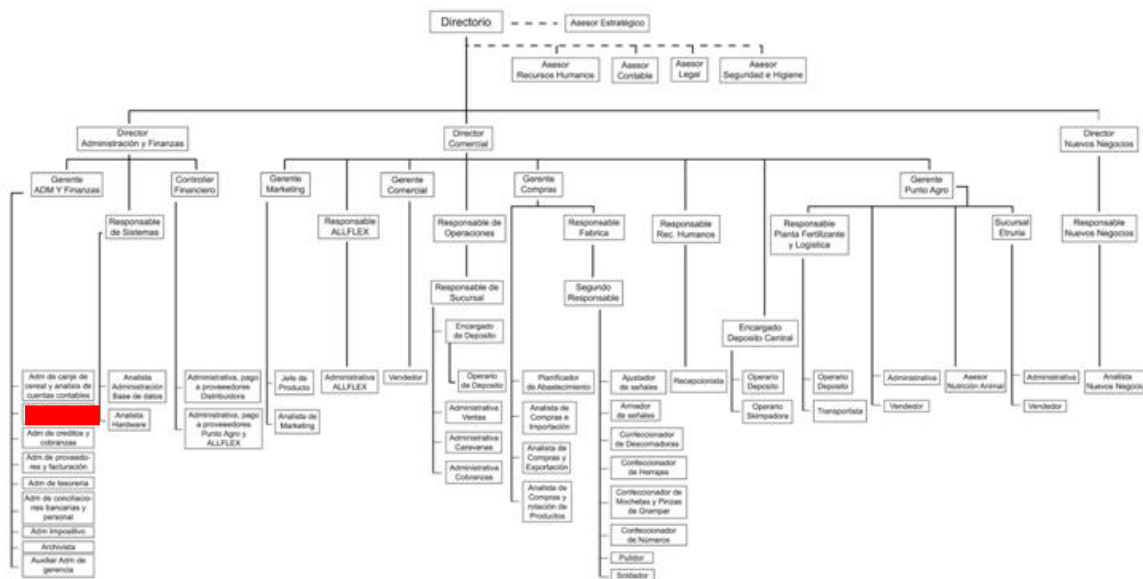 Directorio
Asesor Estratégico
Asesor
Recursos Humanos
Asesor
Contable
Asesor
Legal
Asesor
Seguridad e Higiene
Director
Administración y Finanzas
Director
Comercial
Director
Nuevos Negocios
Gerente
ADM Y Finanzas
Controller
Financiero
Gerente
Marketing
Gerente
Comercial
Gerente
Compras
Gerente
Punto Agro
Responsable
de Sistemas
Responsable
ALLFLEX
Responsable de
Operaciones
Responsable
Fabrica
Responsable
Rec. Humanos
Responsable
Planta Fertilizante
y Logistica
Sucursal
Etruria
Responsable
Nuevos Negocios
Responsable de
Sucursal
Segundo
Responsable
Encargado
de Deposito
Encargado
Deposito Central
Adm de canje de
cereal y analisis de
cuentas contables
Analista
Administración
Base de datos
Administrativa, pago
a proveeedores
Distribuidora
Jefe de
Producto
Administrativa
ALLFLEX
Vendedor
Operario
de Deposito
Planificador
de Abastecimiento
Ajustador
de señales
Recepcionista
Operario
Deposito
Operario
Deposito
Administrativa
Asesor
Nutrición Animal
Administrativa
Analista
Nuevos Negocio
Analista
Hardware
Administrativa, pago
a proveedores
Punto Agro y
ALLFLEX
Analista de
Marketing
Administrativa
Ventas
Analista de
Compras e
Importación
Armador
de señales
Operario
Skimpadora
Transportista
Vendedor
Vendedor
Adm de creditos y
cobranzas
Administrativa
Caravanas
Confeccionador
de Descornadoras
Adm de proveedo-
res y facturación
Administrativa
Cobranzas
Analista de
Compras y
Exportación
Confeccionador
de Herrajes
Adm de tesoreria
Adm de conciliacio-
nes bancarias y
personal
Analista de
Compras y
rotación de
Productos
Confeccionador de
Mochetas y Pinzas
de Grampar
Adm Impositivo
Confeccionador
de Números
Archivista
Pulidor
Auxiliar Adm de
gerencia
Soldador